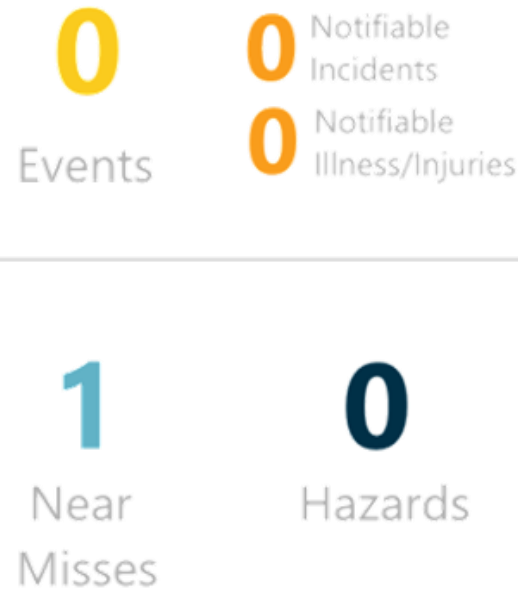 0
Events
0 Notifiable
Incidents
0 Notifiable
Illness/Injuries
1
Near
Misses
0
Hazards